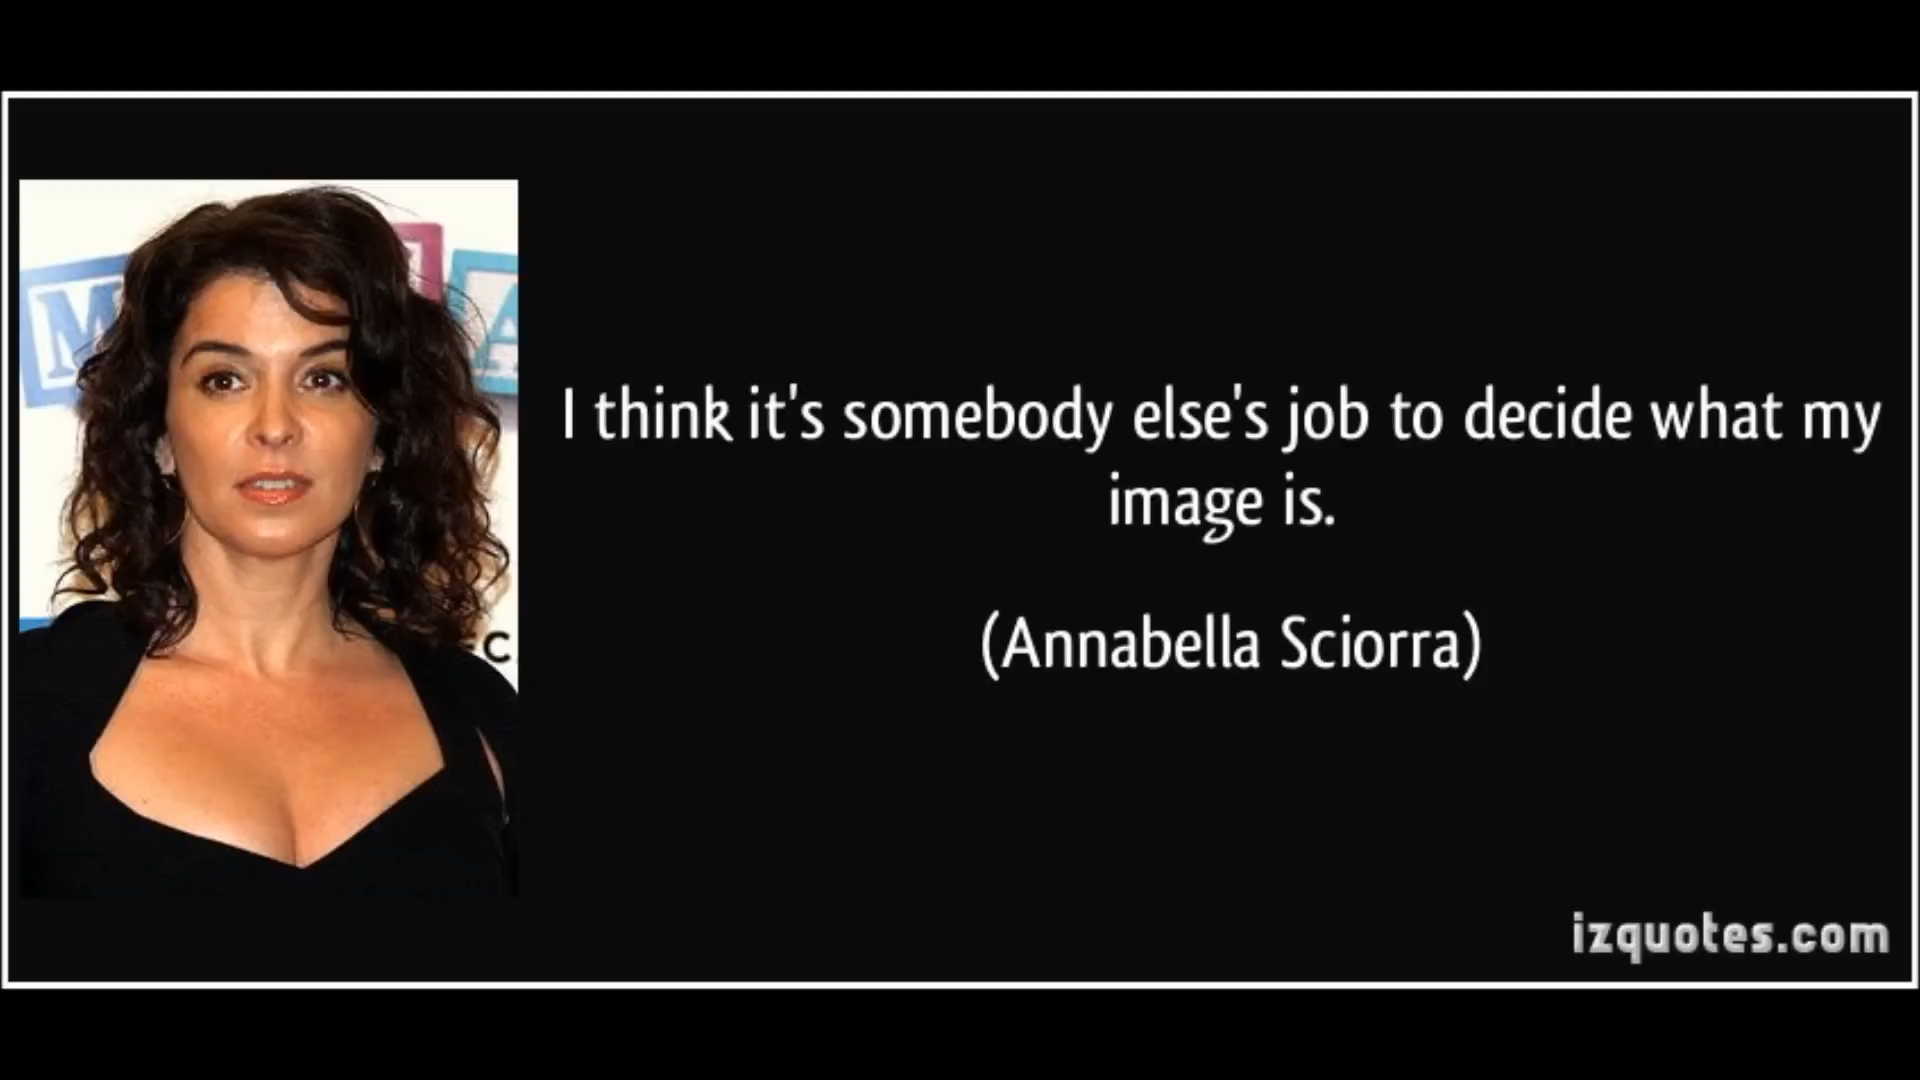 M
A
C
I think it's somebody else's job to decide what my
image is.
(Annabella Sciorra)
izquotes.com